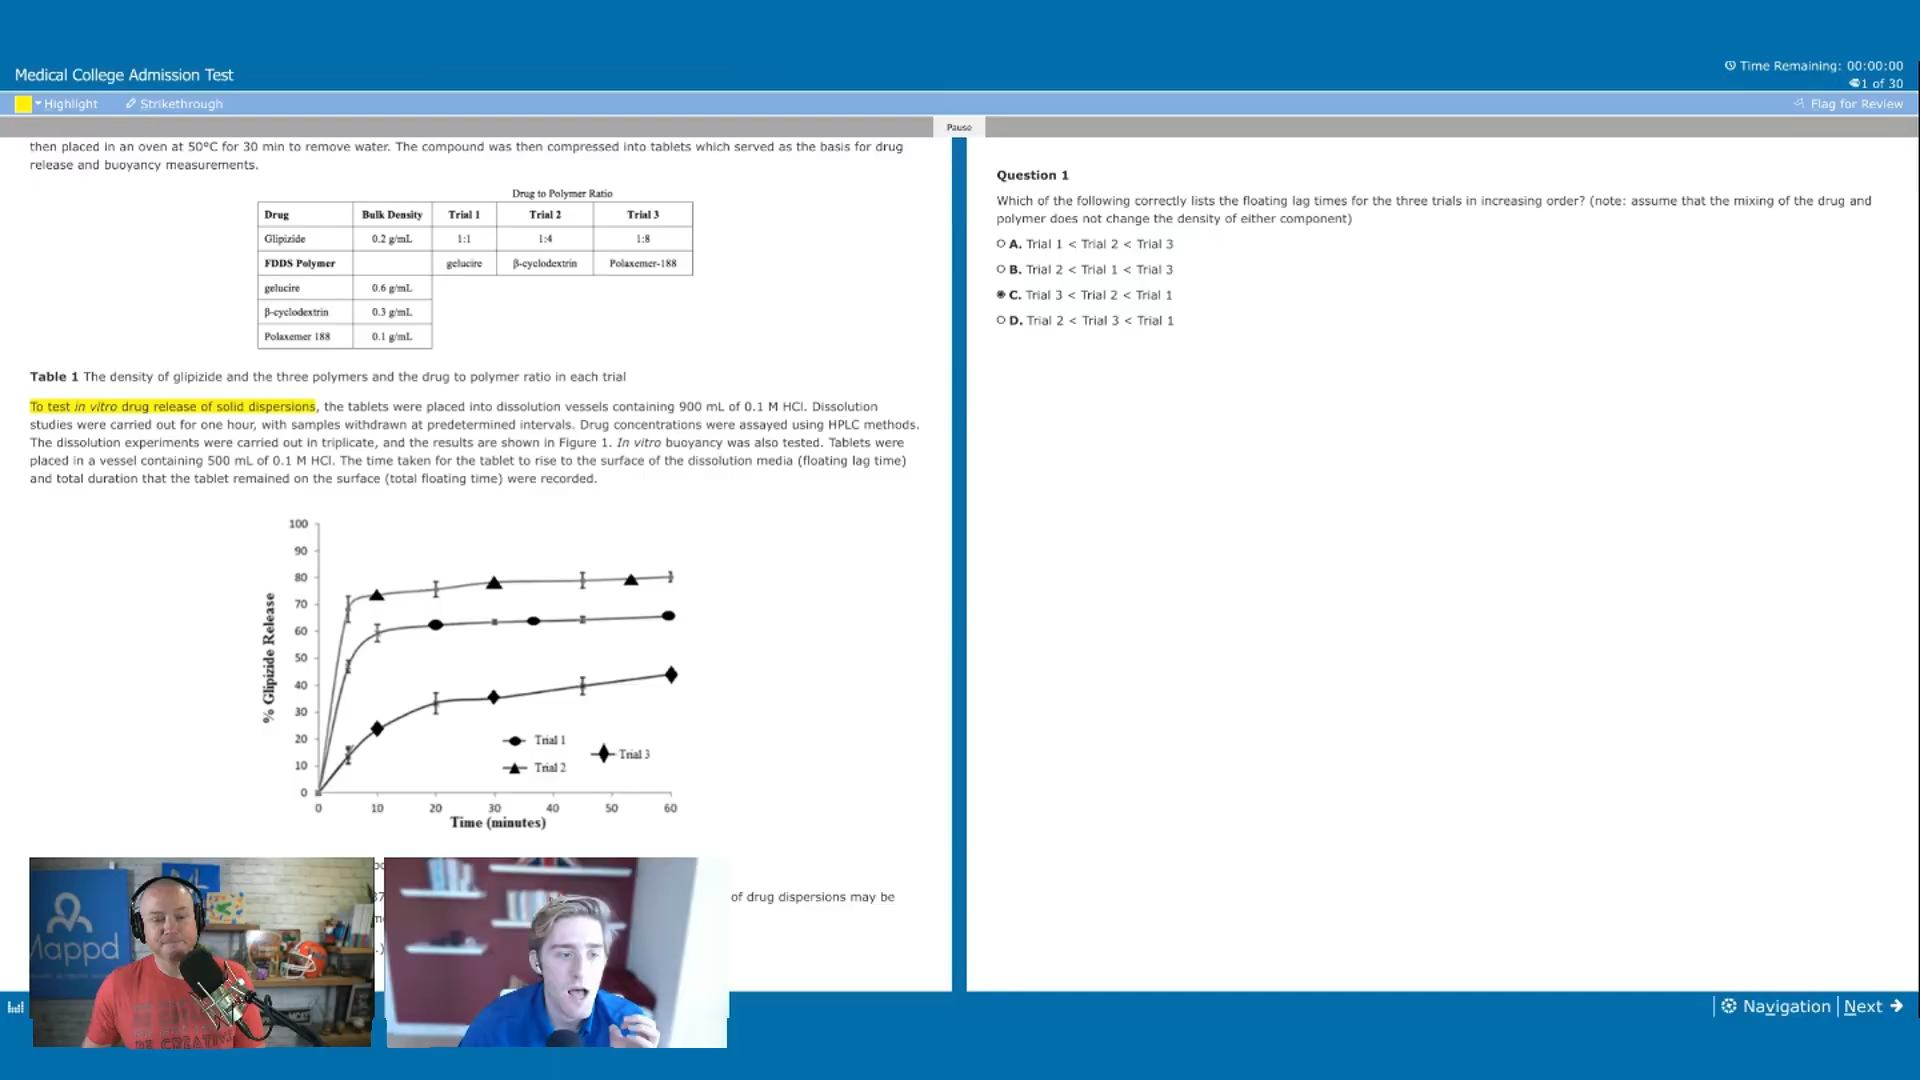 Medical College Admission Test
Time Remaining: 00:00:00
1 of 30
Highlight
Strikethrough
Flag for Review
Pause
then placed in an oven at 50°C for 30 min to remove water. The compound was then compressed into tablets which served as the basis for drug
release and buoyancy measurements.
Drug to Polymer Ratio
Drug Bulk Density Trial 1 Trial 2 Trial 3
Glipizide 0.2 g/mL 1:1 1:4 1:8
FDDS Polymer gelucire β-cyclodextrin Polaxemer-188
gelucire 0.6 g/mL
β-cyclodextrin 0.3 g/mL
Polaxemer 188 0.1 g/mL
Table 1 The density of glipizide and the three polymers and the drug to polymer ratio in each trial
To test in vitro drug release of solid dispersions, the tablets were placed into dissolution vessels containing 900 mL of 0.1 M HCl. Dissolution
studies were carried out for one hour, with samples withdrawn at predetermined intervals. Drug concentrations were assayed using HPLC methods.
The dissolution experiments were carried out in triplicate, and the results are shown in Figure 1. In vitro buoyancy was also tested. Tablets were
placed in a vessel containing 500 mL of 0.1 M HCl. The time taken for the tablet to rise to the surface of the dissolution media (floating lag time)
and total duration that the tablet remained on the surface (total floating time) were recorded.
100
90
80
70
60
50
40
30
20
10
0
% Glipizide Release
Trial 1
Trial 2
Trial 3
0 10 20 30 40 50 60
Time (minutes)
of drug dispersions may be
Mappd
BE CREATIVE
Question 1
Which of the following correctly lists the floating lag times for the three trials in increasing order? (note: assume that the mixing of the drug and
polymer does not change the density of either component)
A. Trial 1 < Trial 2 < Trial 3
B. Trial 2 < Trial 1 < Trial 3
C. Trial 3 < Trial 2 < Trial 1
D. Trial 2 < Trial 3 < Trial 1
Navigation
Next